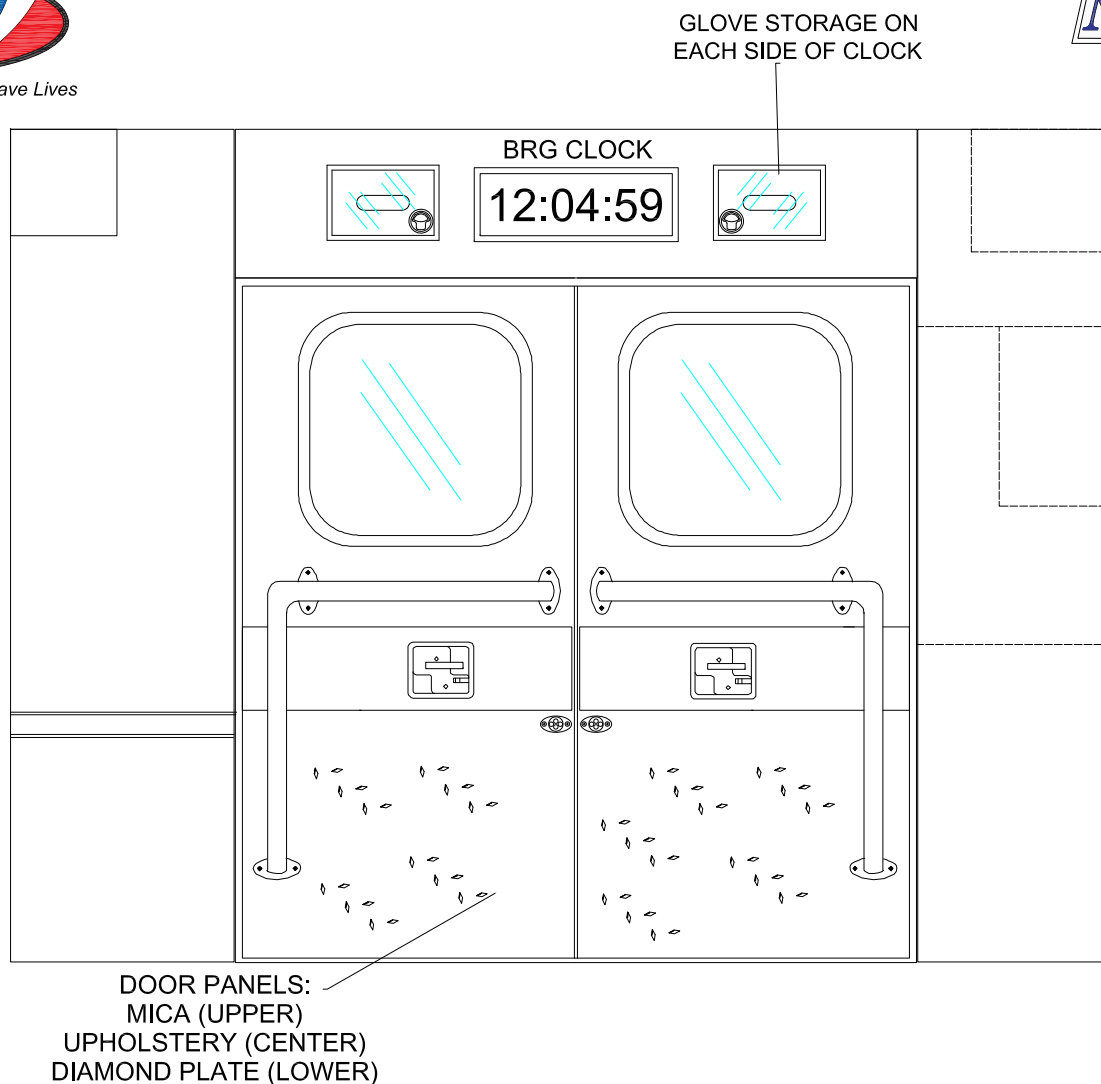 GLOVE STORAGE ON
EACH SIDE OF CLOCK
Lives
BRG CLOCK
12:04:59
DOOR PANELS:
MICA (UPPER)
UPHOLSTERY (CENTER)
DIAMOND PLATE (LOWER)